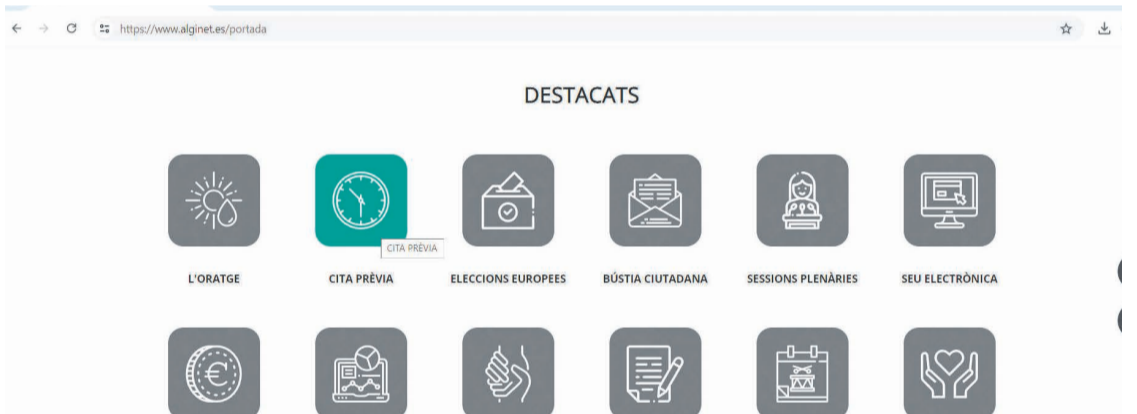 https://www.alginet.es/portada
DESTACATS
CITA PRÈVIA
L'ORATGE
CITA PRÈVIA
ELECCIONS EUROPEES
BÚSTIA CIUTADANA
SESSIONS PLENÀRIES
SEU ELECTRÒNICA